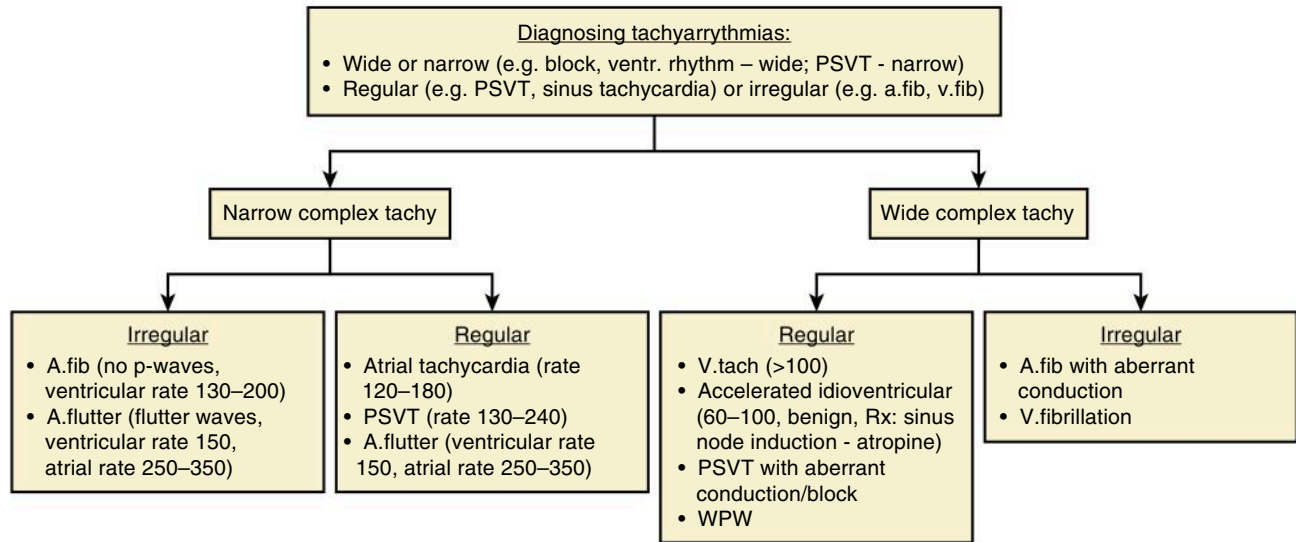 Diagnosing tachyarrythmias:
• Wide or narrow (e.g. block, ventr. rhythm – wide; PSVT - narrow)
• Regular (e.g. PSVT, sinus tachycardia) or irregular (e.g. a.fib, v.fib)
Narrow complex tachy
Wide complex tachy
Irregular
• A.fib (no p-waves,
ventricular rate 130–200)
• A.flutter (flutter waves,
ventricular rate 150,
atrial rate 250–350)
Regular
• Atrial tachycardia (rate
120–180)
• PSVT (rate 130–240)
• A.flutter (ventricular rate
150, atrial rate 250–350)
Regular
• V.tach (>100)
• Accelerated idioventricular
(60–100, benign, Rx: sinus
node induction - atropine)
• PSVT with aberrant
conduction/block
• WPW
Irregular
• A.fib with aberrant
conduction
• V.fibrillation